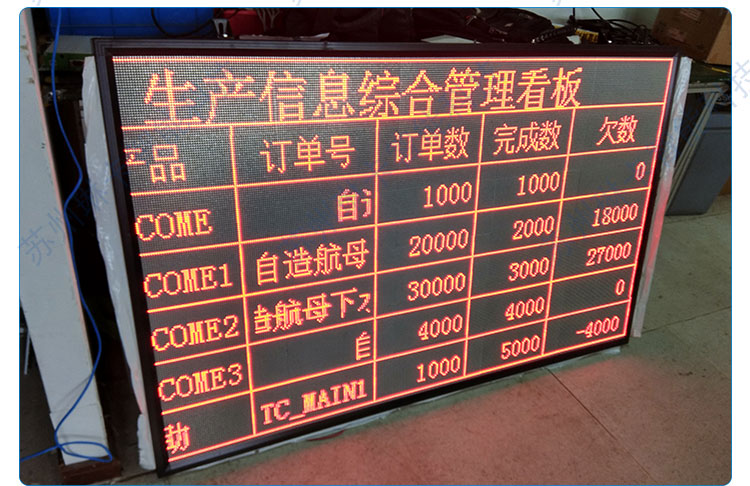 生产信息综合管理看板
产品 订单号 订单数 完成数 欠数
COME 自 1000 1000 0
COME1 自造航母 20000 2000 18000
COME2 航母下 30000 3000 27000
COME3 4000 4000 0
TC_MAIN1 1000 5000 -4000